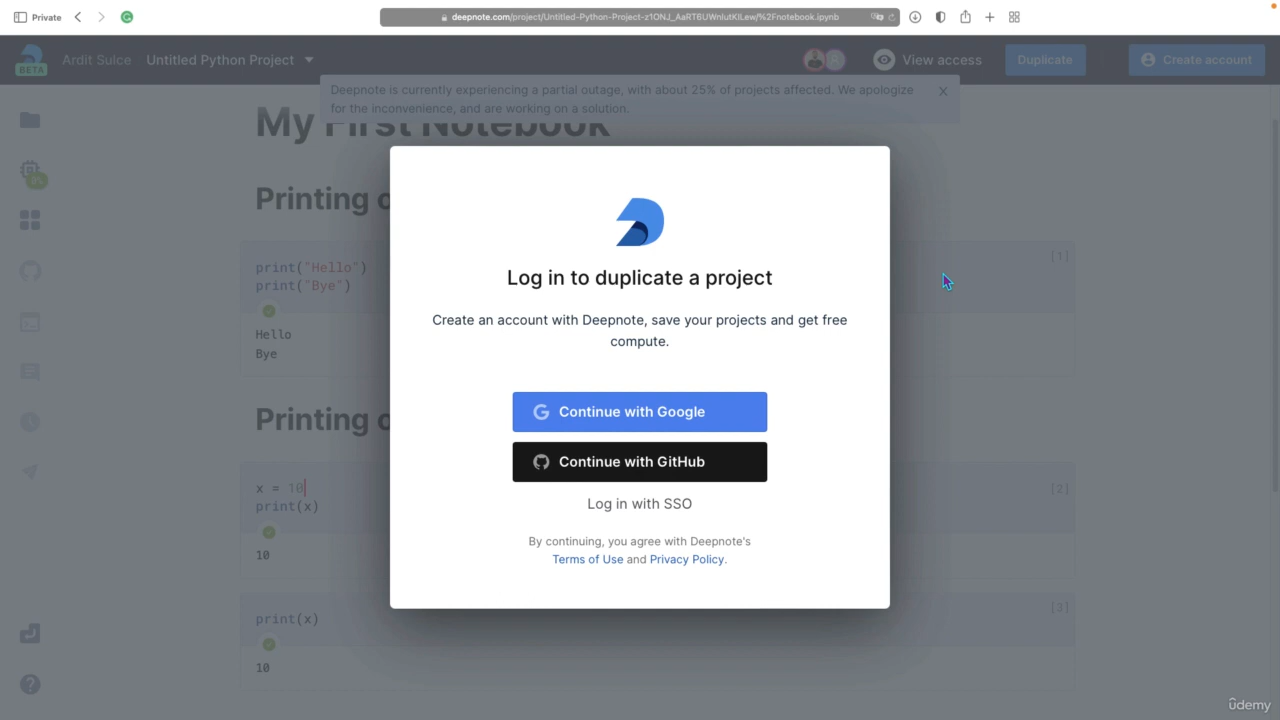 Private
deepnote.com/project/Untitled-Python-Project-z1ONJ_AaRT6UWnlutKlLew/%2Fnotebook.ipynb
BETA
Ardit Sulce
Untitled Python Project
View access
Duplicate
Create account
Deepnote is currently experiencing a partial outage, with about 25% of projects affected. We apologize
for the inconvenience, and are working on a solution.
My First Notebook
Printing o
print("Hello")
[1]
print("Bye")
Hello
Bye
Printing o
x = 10
[2]
print(x)
10
print(x)
[3]
10
Log in to duplicate a project
Create an account with Deepnote, save your projects and get free
compute.
Continue with Google
Continue with GitHub
Log in with SSO
By continuing, you agree with Deepnote's
Terms of Use and Privacy Policy.
ûdemy